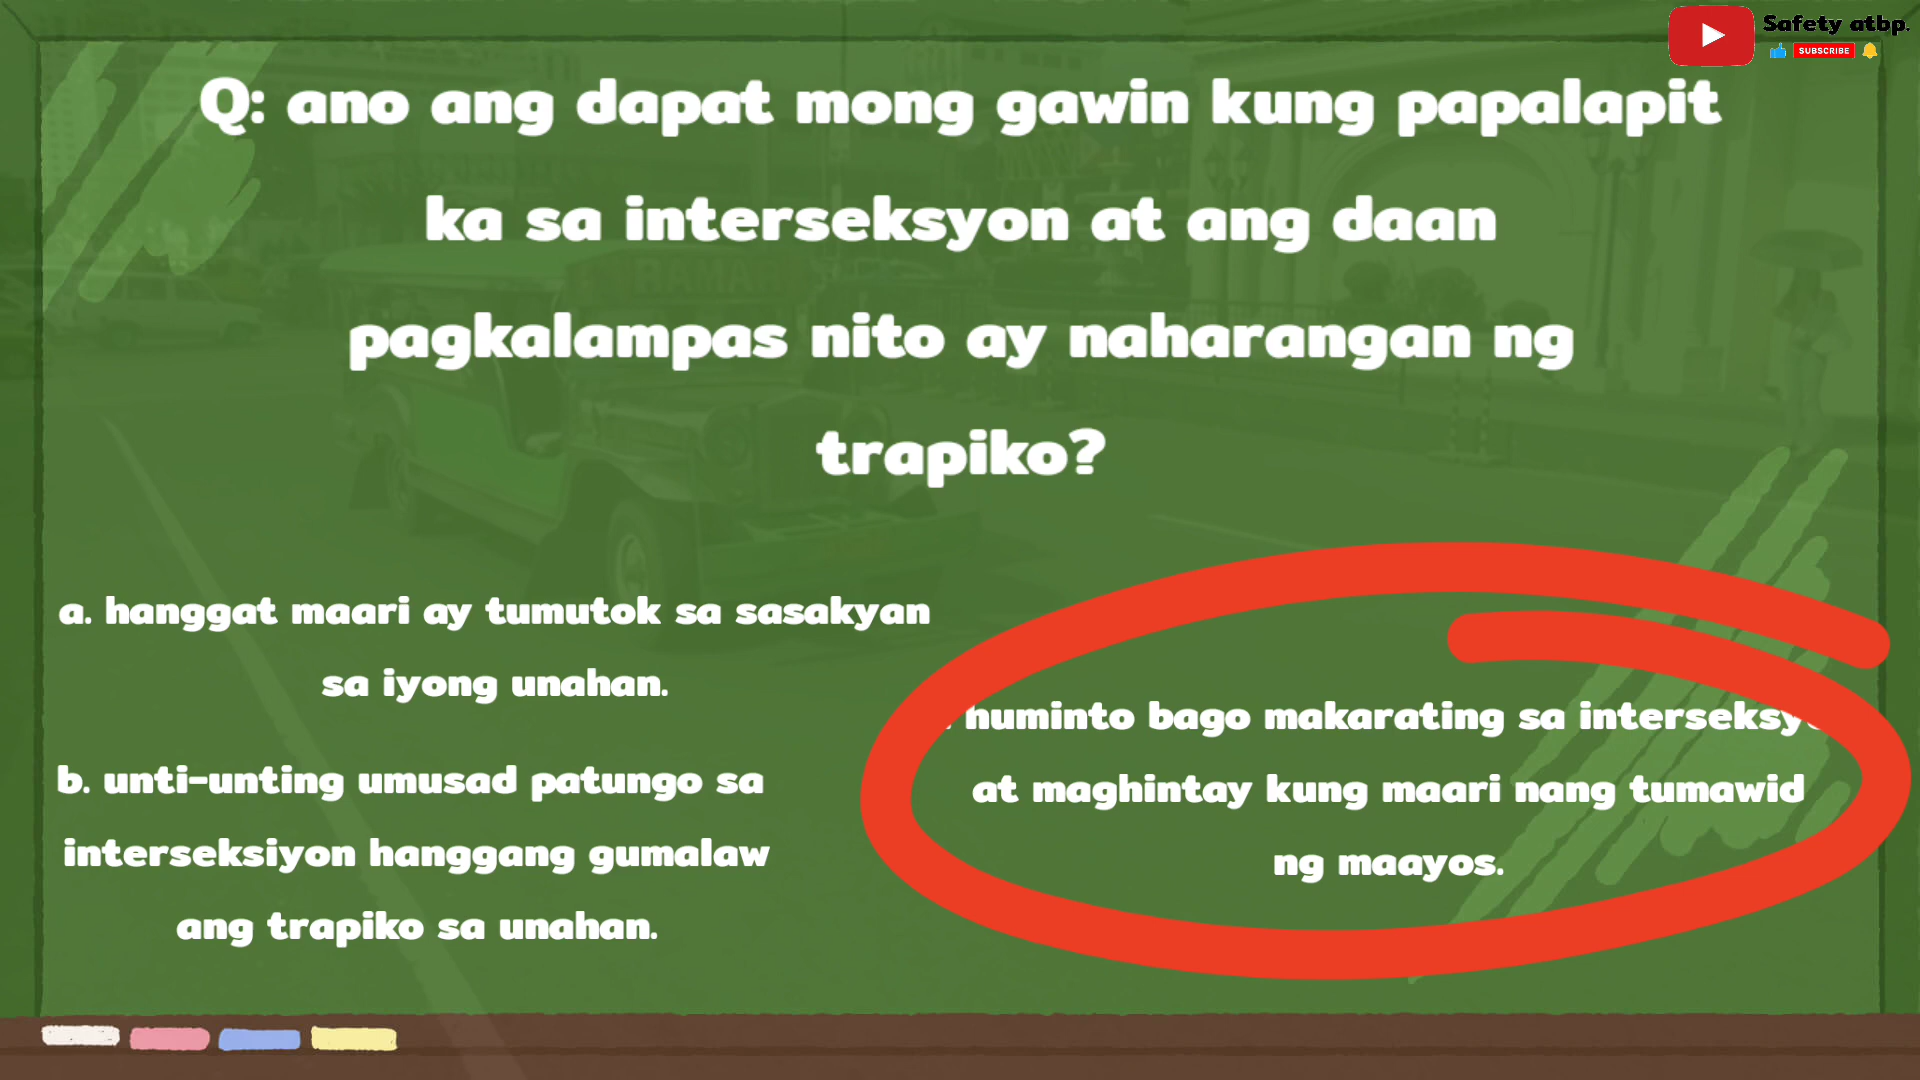 Safety atbp.
SUBSCRIBE
Q: ano ang dapat mong gawin kung papalapit
ka sa interseksyon at ang daan
pagkalampas nito ay naharangan ng
trapiko?
a. hanggat maari ay tumutok sa sasakyan
sa iyong unahan.
b. unti-unting umusad patungo sa
interseksiyon hanggang gumalaw
ang trapiko sa unahan.
huminto bago makarating sa
at maghintay kung maari nang tumawid
ng maayos.